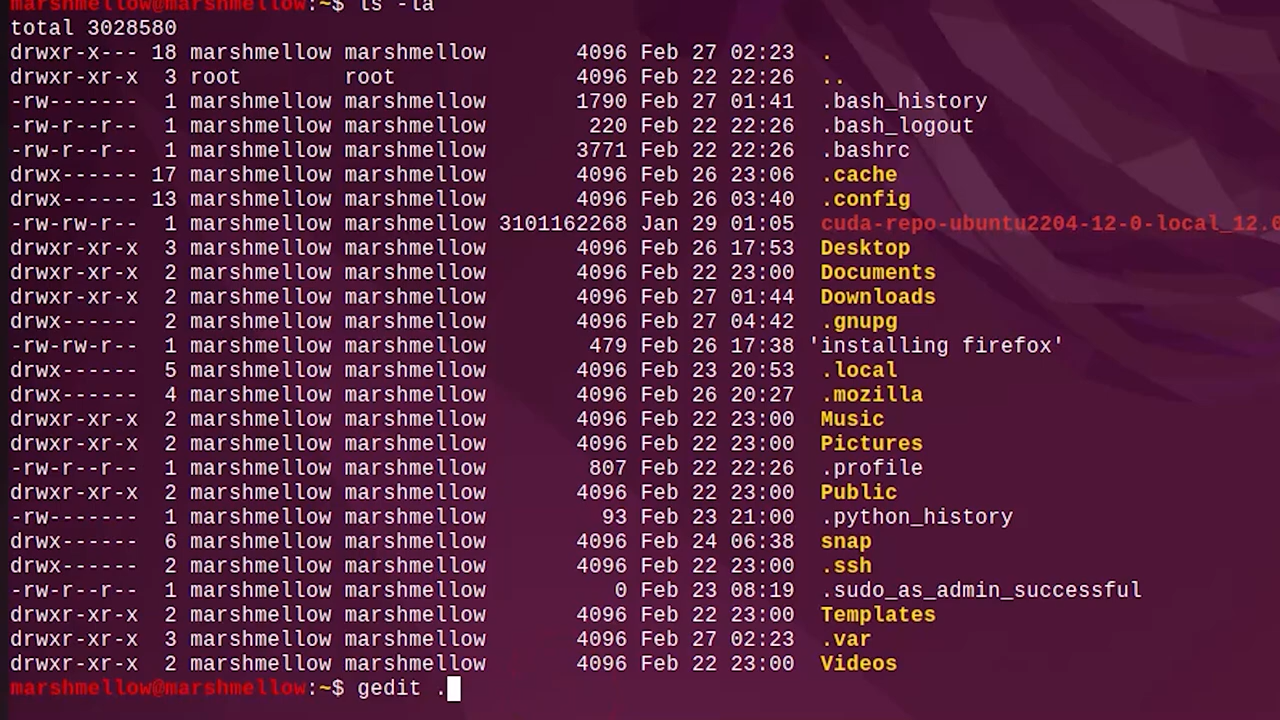 marshmellow@marshmellow:~$ ls -la
total 3028580
drwxr-x--- 18 marshmellow marshmellow       4096 Feb 27 02:23  .
drwxr-xr-x  3 root        root              4096 Feb 22 22:26  ..
-rw-------  1 marshmellow marshmellow       1790 Feb 27 01:41  .bash_history
-rw-r--r--  1 marshmellow marshmellow        220 Feb 22 22:26  .bash_logout
-rw-r--r--  1 marshmellow marshmellow       3771 Feb 22 22:26  .bashrc
drwx------ 17 marshmellow marshmellow       4096 Feb 26 23:06  .cache
drwx------ 13 marshmellow marshmellow       4096 Feb 26 03:40  .config
-rw-rw-r--  1 marshmellow marshmellow 3101162268 Jan 29 01:05  cuda-repo-ubuntu2204-12-0-local_12.0
drwxr-xr-x  3 marshmellow marshmellow       4096 Feb 26 17:53  Desktop
drwxr-xr-x  2 marshmellow marshmellow       4096 Feb 22 23:00  Documents
drwxr-xr-x  2 marshmellow marshmellow       4096 Feb 27 01:44  Downloads
drwx------  2 marshmellow marshmellow       4096 Feb 27 04:42  .gnupg
-rw-rw-r--  1 marshmellow marshmellow        479 Feb 26 17:38 'installing firefox'
drwx------  5 marshmellow marshmellow       4096 Feb 23 20:53  .local
drwx------  4 marshmellow marshmellow       4096 Feb 26 20:27  .mozilla
drwxr-xr-x  2 marshmellow marshmellow       4096 Feb 22 23:00  Music
drwxr-xr-x  2 marshmellow marshmellow       4096 Feb 22 23:00  Pictures
-rw-r--r--  1 marshmellow marshmellow        807 Feb 22 22:26  .profile
drwxr-xr-x  2 marshmellow marshmellow       4096 Feb 22 23:00  Public
-rw-------  1 marshmellow marshmellow         93 Feb 23 21:00  .python_history
drwx------  6 marshmellow marshmellow       4096 Feb 24 06:38  snap
drwx------  2 marshmellow marshmellow       4096 Feb 22 23:00  .ssh
-rw-r--r--  1 marshmellow marshmellow          0 Feb 23 08:19  .sudo_as_admin_successful
drwxr-xr-x  2 marshmellow marshmellow       4096 Feb 22 23:00  Templates
drwxr-xr-x  3 marshmellow marshmellow       4096 Feb 27 02:23  .var
drwxr-xr-x  2 marshmellow marshmellow       4096 Feb 22 23:00  Videos
marshmellow@marshmellow:~$ gedit .